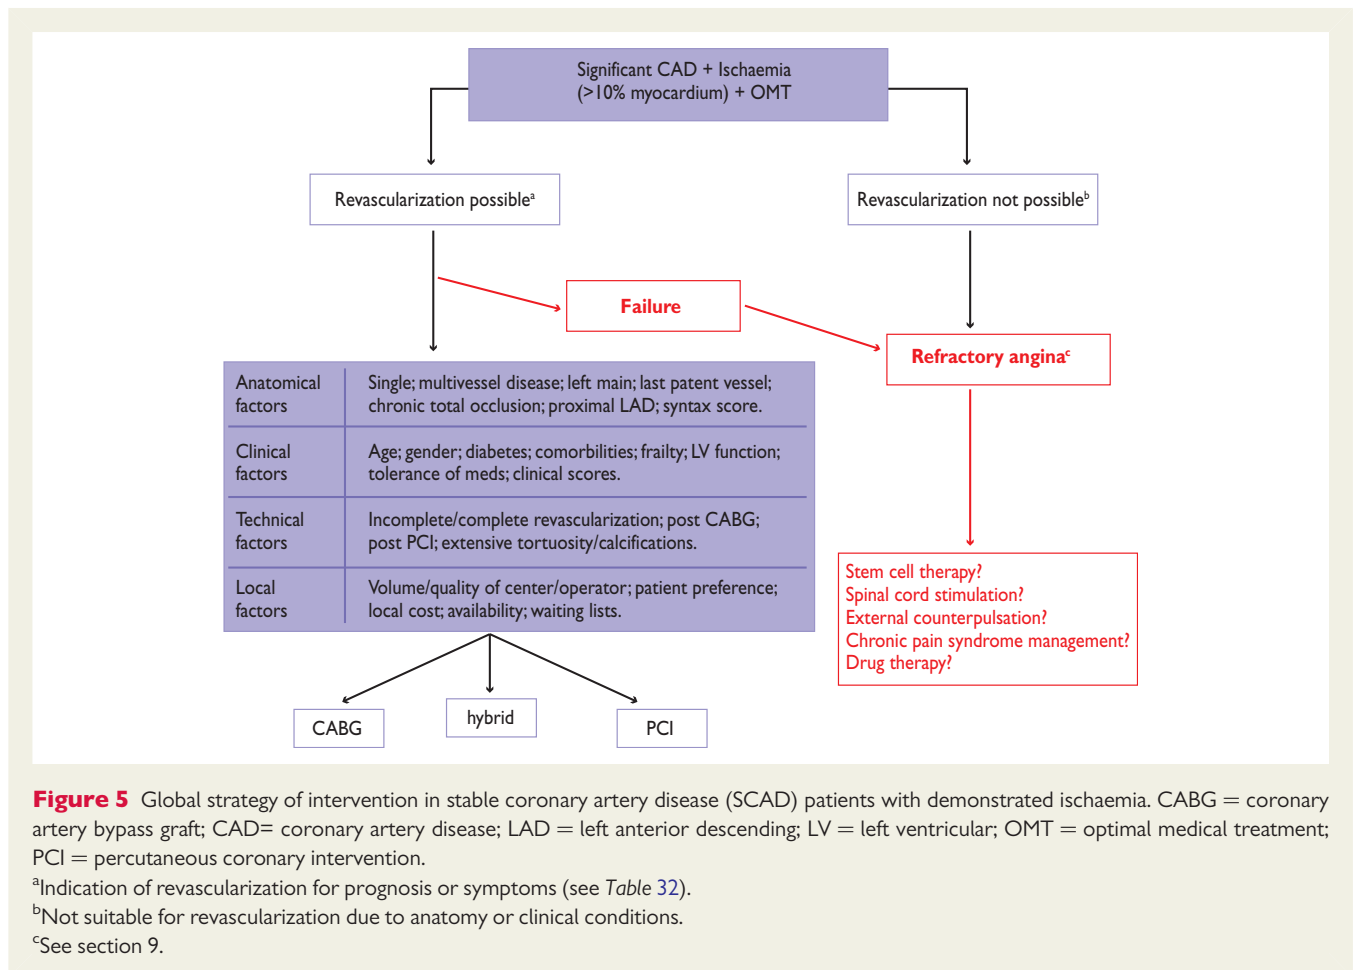 Significant CAD + Ischaemia
(>10% myocardium) + OMT
Revascularization possibleᵃ
Revascularization not possibleᵇ
Failure
Refractory anginaᶜ
Anatomical
factors
Single; multivessel disease; left main; last patent vessel;
chronic total occlusion; proximal LAD; syntax score.
Clinical
factors
Age; gender; diabetes; comorbilities; frailty; LV function;
tolerance of meds; clinical scores.
Technical
factors
Incomplete/complete revascularization; post CABG;
post PCI; extensive tortuosity/calcifications.
Local
factors
Volume/quality of center/operator; patient preference;
local cost; availability; waiting lists.
Stem cell therapy?
Spinal cord stimulation?
External counterpulsation?
Chronic pain syndrome management?
Drug therapy?
CABG
hybrid
PCI
Figure 5 Global strategy of intervention in stable coronary artery disease (SCAD) patients with demonstrated ischaemia. CABG = coronary
artery bypass graft; CAD= coronary artery disease; LAD = left anterior descending; LV = left ventricular; OMT = optimal medical treatment;
PCI = percutaneous coronary intervention.
ᵃIndication of revascularization for prognosis or symptoms (see Table 32).
ᵇNot suitable for revascularization due to anatomy or clinical conditions.
ᶜSee section 9.